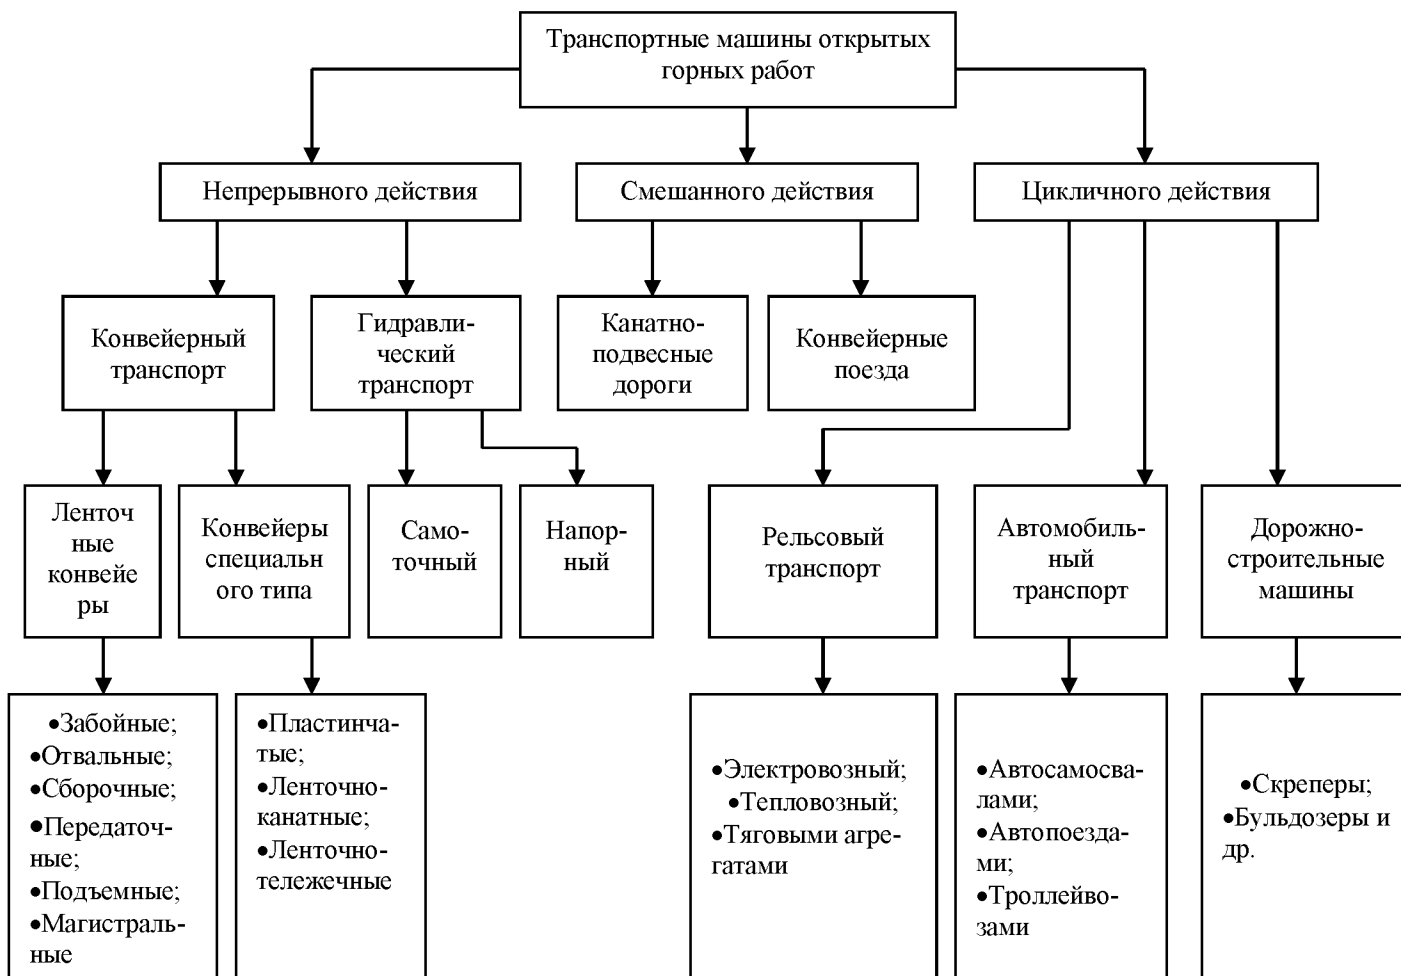 Транспортные машины открытых
горных работ
Непрерывного действия
Смешанного действия
Цикличного действия
Конвейерный
транспорт
Гидравли-
ческий
транспорт
Канатно-
подвесные
дороги
Конвейерные
поезда
Ленточ
ные
конвейе
ры
Конвейеры
специальн
ого типа
Само-
точный
Напор-
ный
Рельсовый
транспорт
Автомобиль-
ный
транспорт
Дорожно-
строительные
машины
•Забойные;
•Отвальные;
•Сборочные;
•Передаточ-
ные;
•Подъемные;
•Магистраль-
ные
•Пластинча-
тые;
•Ленточно-
канатные;
•Ленточно-
тележечные
•Электровозный;
•Тепловозный;
•Тяговыми агре-
гатами
•Автосамосва-
лами;
•Автопоезда-
ми;
•Троллейво-
зами
•Скреперы;
•Бульдозеры и
др.